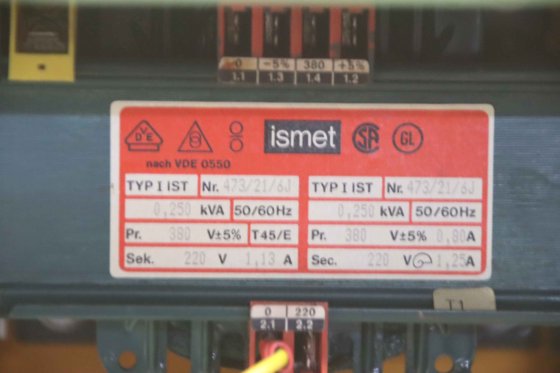 0 -5% 380 +5%
1.1 1.3 1.4 1.2
VDE ismet SA GL
nach VDE 0550
TYP I IST Nr. 473/21/6J TYP I IST Nr. 473/21/6J
0,250 kVA 50/60Hz 0,250 kVA 50/60Hz
Pr. 380 V±5% T45/E Pr. 380 V±5% 0,80A
Sek. 220 V 1,13 A Sec. 220 V 1,25A
T1
0 220
2.1 2.2